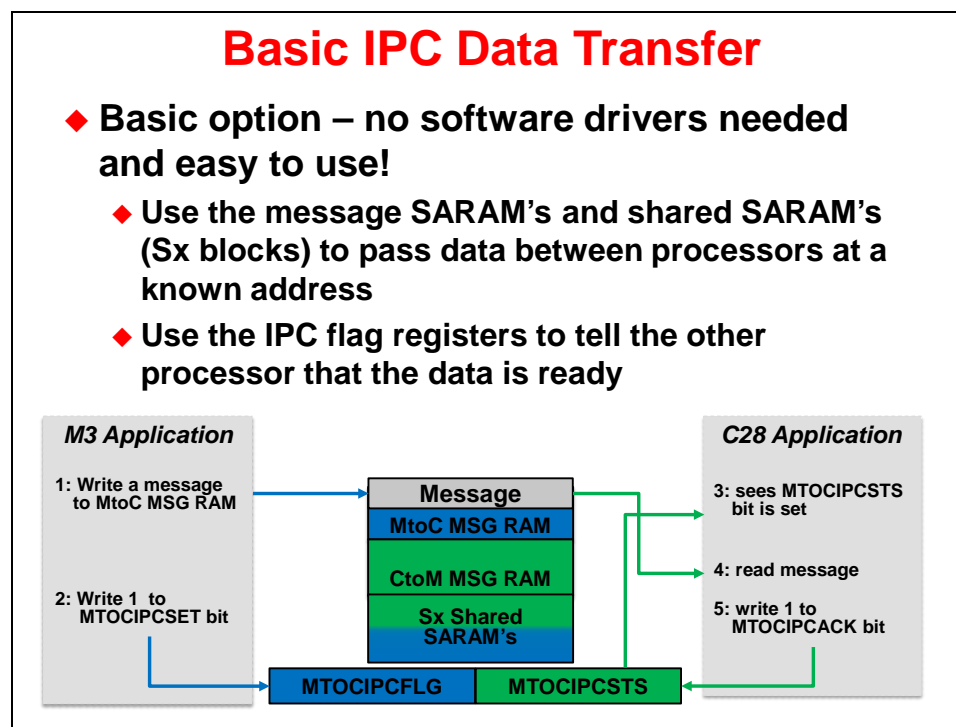 Basic IPC Data Transfer
◆ Basic option – no software drivers needed
and easy to use!
◆ Use the message SARAM's and shared SARAM's
(Sx blocks) to pass data between processors at a
known address
◆ Use the IPC flag registers to tell the other
processor that the data is ready
M3 Application
1: Write a message
to MtoC MSG RAM
2: Write 1 to
MTOCIPCSET bit
Message
MtoC MSG RAM
CtoM MSG RAM
Sx Shared
SARAM's
MTOCIPCFLG
MTOCIPCSTS
C28 Application
3: sees MTOCIPCSTS
bit is set
4: read message
5: write 1 to
MTOCIPCACK bit